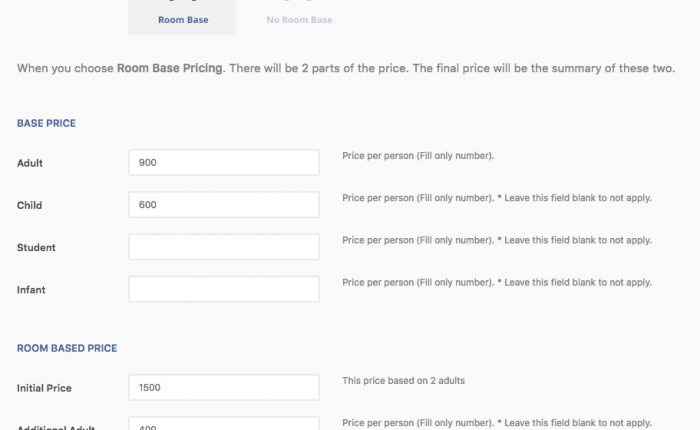 Room Base No Room Base
When you choose Room Base Pricing. There will be 2 parts of the price. The final price will be the summary of these two.
BASE PRICE
Adult 900 Price per person (Fill only number).
Child 600 Price per person (Fill only number). * Leave this field blank to not apply.
Student Price per person (Fill only number). * Leave this field blank to not apply.
Infant Price per person (Fill only number). * Leave this field blank to not apply.
ROOM BASED PRICE
Initial Price 1500 This price based on 2 adults
Additional Adult 400 Price per person (Fill only number). * Leave this field blank to not apply.